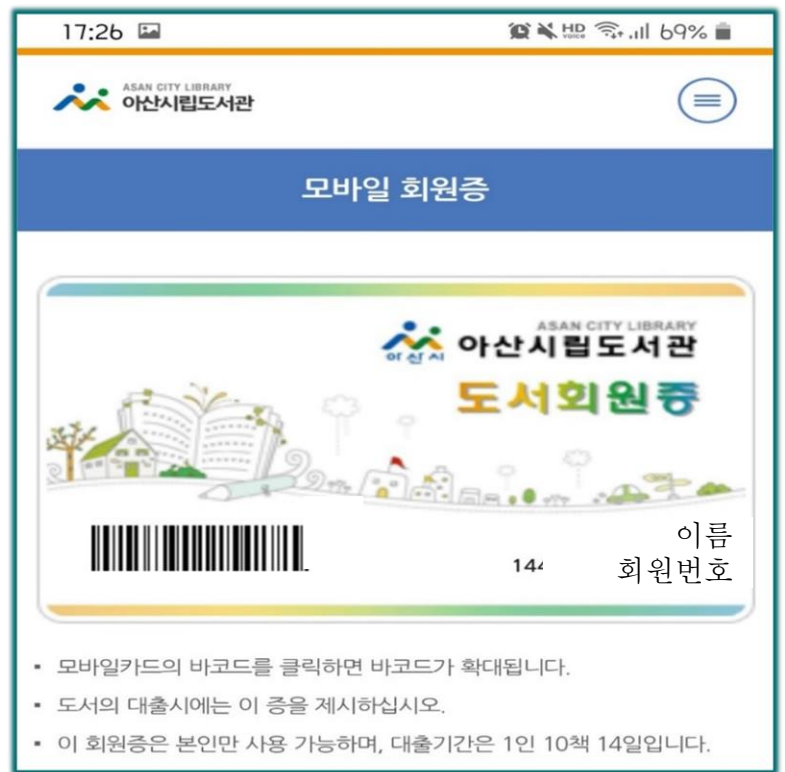 17:26 HD voice 69%
ASAN CITY LIBRARY
아산시립도서관
모바일 회원증
ASAN CITY LIBRARY
아산시 아산시립도서관
도서회원증
이름
144 회원번호
▪ 모바일카드의 바코드를 클릭하면 바코드가 확대됩니다.
▪ 도서의 대출시에는 이 증을 제시하십시오.
▪ 이 회원증은 본인만 사용 가능하며, 대출기간은 1인 10책 14일입니다.